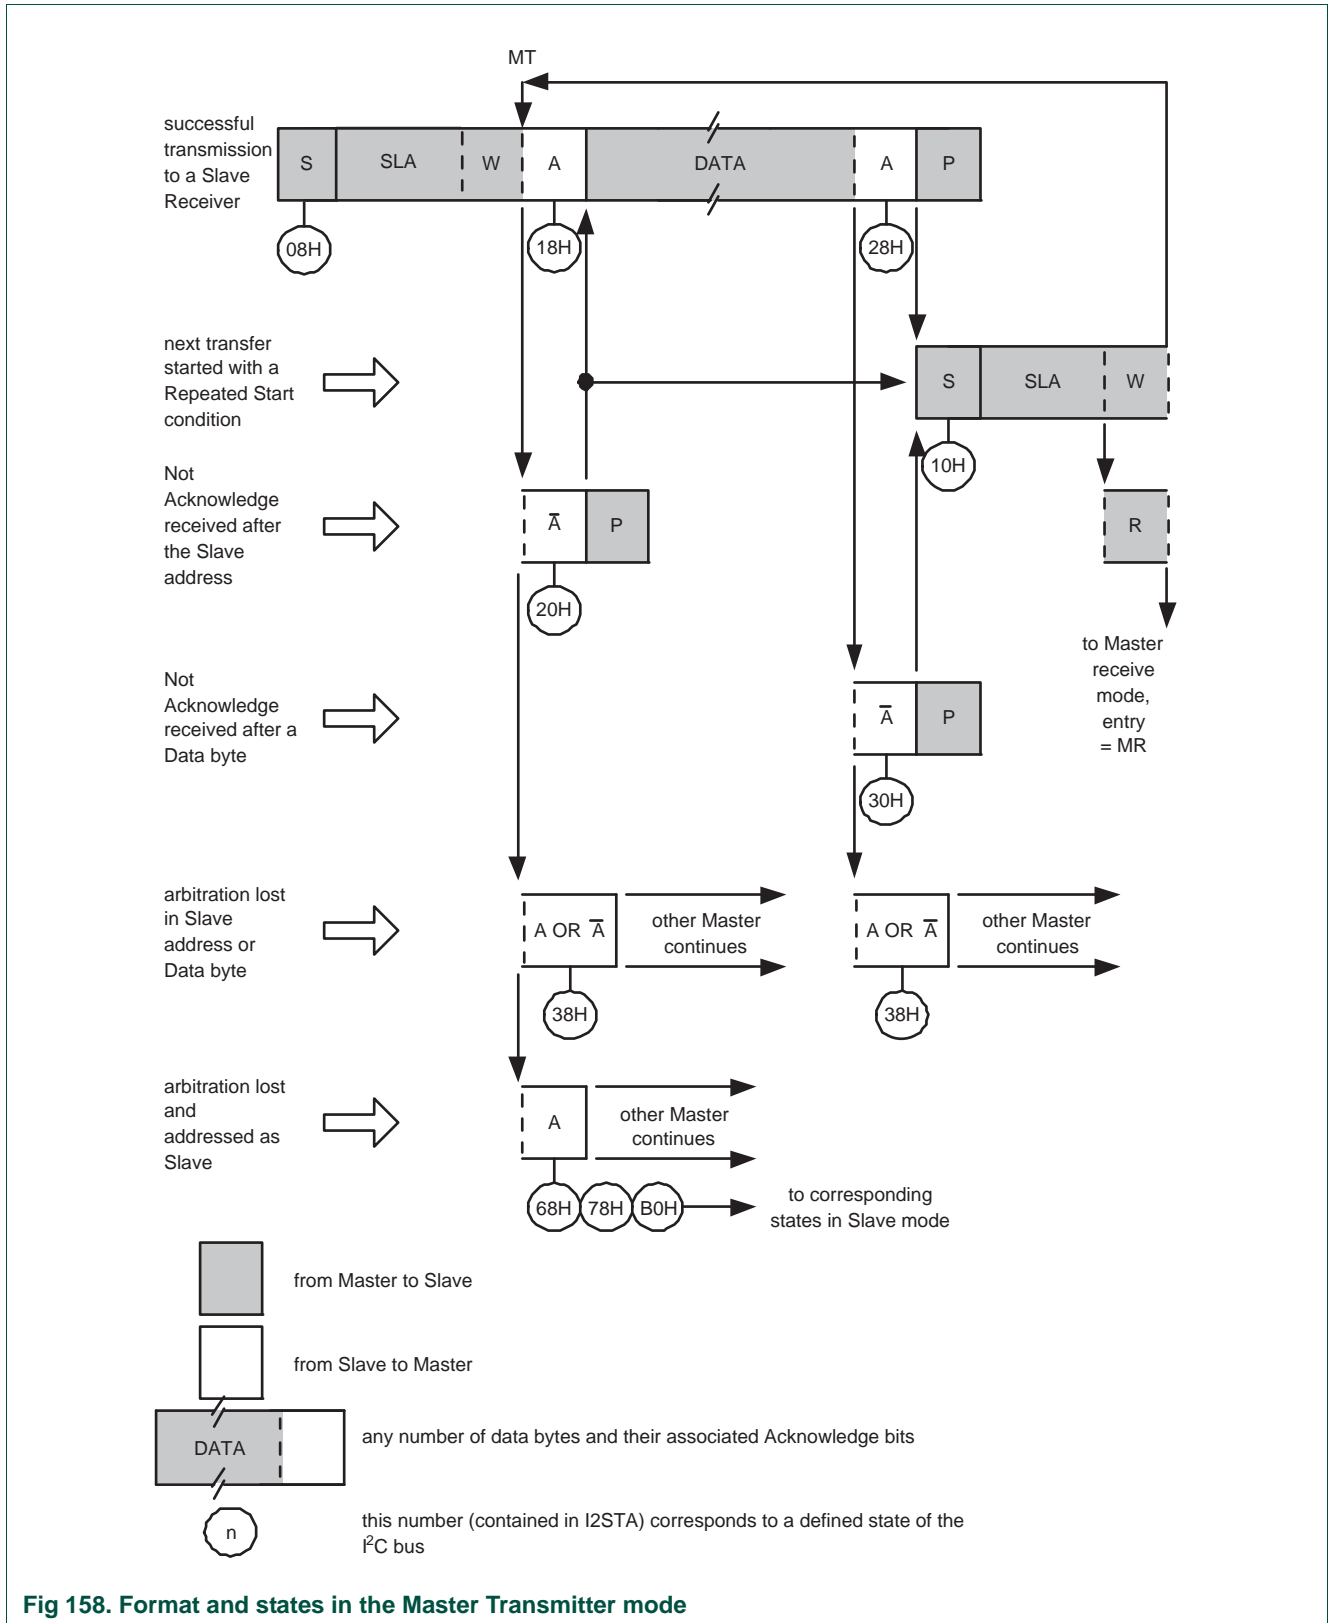 MT
successful
transmission
to a Slave
Receiver
S SLA W A DATA A P
08H 18H 28H
next transfer
started with a
Repeated Start
condition
S SLA W
10H
Not
Acknowledge
received after
the Slave
address
A̅ P
20H
R
to Master
receive
mode,
entry
= MR
Not
Acknowledge
received after a
Data byte
A̅ P
30H
arbitration lost
in Slave
address or
Data byte
A OR A̅
other Master
continues
38H
A OR A̅
other Master
continues
38H
arbitration lost
and
addressed as
Slave
A
other Master
continues
68H 78H B0H
to corresponding
states in Slave mode
from Master to Slave
from Slave to Master
DATA
any number of data bytes and their associated Acknowledge bits
n
this number (contained in I2STA) corresponds to a defined state of the
I²C bus
Fig 158. Format and states in the Master Transmitter mode